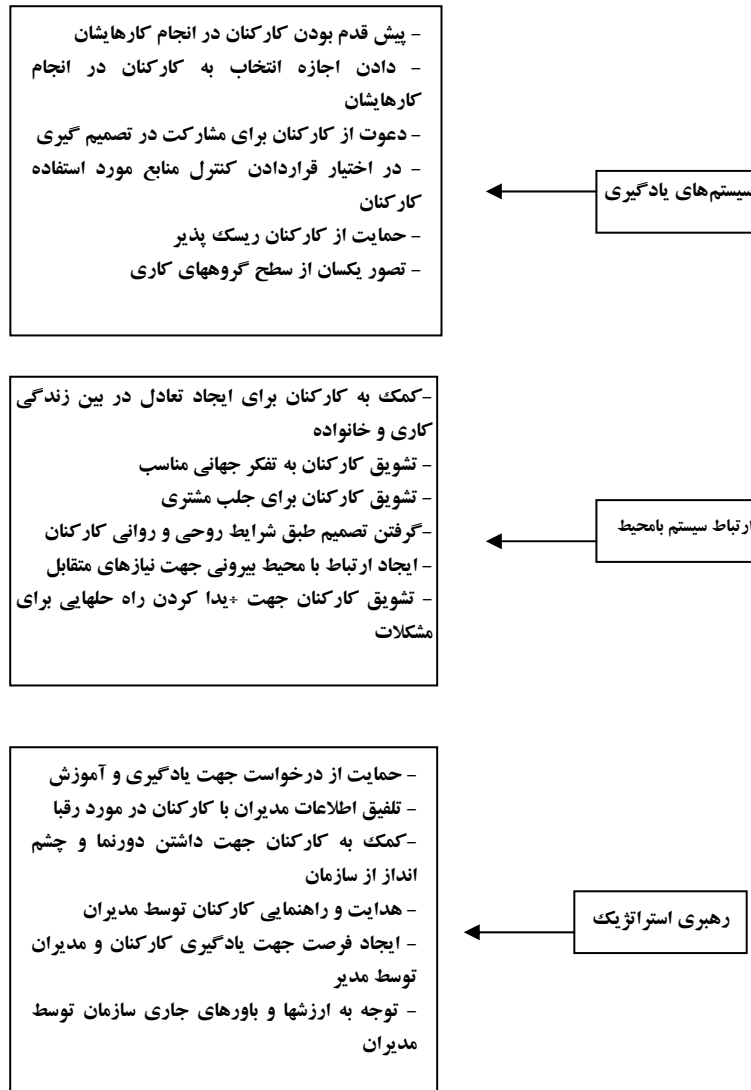 - پیش قدم بودن کارکنان در انجام کارهایشان
- دادن اجازه انتخاب به کارکنان در انجام
کارهایشان
- دعوت از کارکنان برای مشارکت در تصمیم گیری
- در اختیار قراردادن کنترل منابع مورد استفاده
کارکنان
- حمایت از کارکنان ریسک پذیر
- تصور یکسان از سطح گروههای کاری
سیستم‌های یادگیری
-کمک به کارکنان برای ایجاد تعادل در بین زندگی
کاری و خانواده
- تشویق کارکنان به تفکر جهانی مناسب
- تشویق کارکنان برای جلب مشتری
-گرفتن تصمیم طبق شرایط روحی و روانی کارکنان
- ایجاد ارتباط با محیط بیرونی جهت نیازهای متقابل
- تشویق کارکنان جهت ÷یدا کردن راه حلهایی برای
مشکلات
ارتباط سیستم بامحیط
- حمایت از درخواست جهت یادگیری و آموزش
- تلفیق اطلاعات مدیران با کارکنان در مورد رقبا
-کمک به کارکنان جهت داشتن دورنما و چشم
انداز از سازمان
- هدایت و راهنمایی کارکنان توسط مدیران
- ایجاد فرصت جهت یادگیری کارکنان و مدیران
توسط مدیر
- توجه به ارزشها و باورهای جاری سازمان توسط
مدیران
رهبری استراتژیک